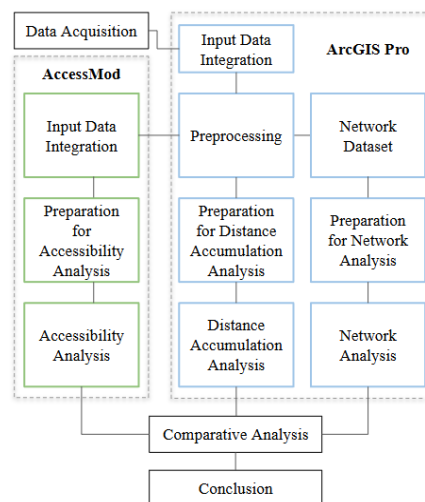 Data Acquisition
Input Data
Integration
ArcGIS Pro
AccessMod
Input Data
Integration
Preprocessing
Network
Dataset
Preparation
for
Accessibility
Analysis
Preparation
for Distance
Accumulation
Analysis
Preparation
for Network
Analysis
Accessibility
Analysis
Distance
Accumulation
Analysis
Network
Analysis
Comparative Analysis
Conclusion